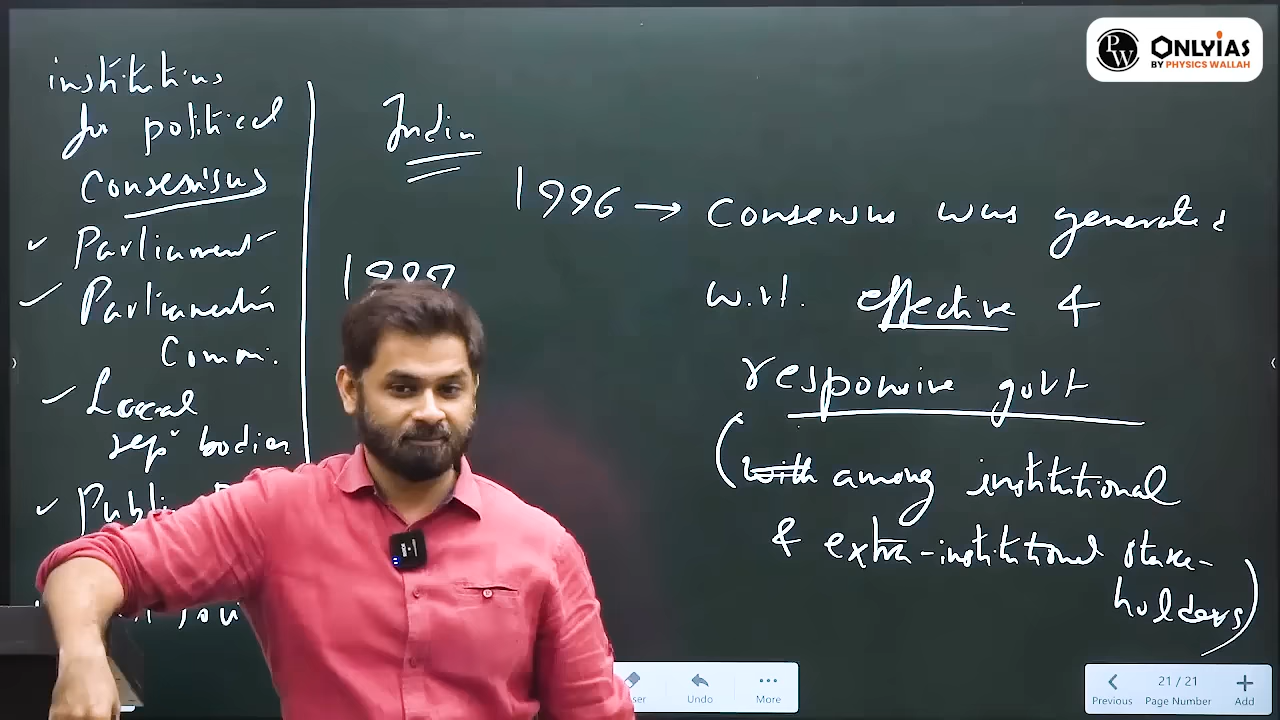 institutions
for political
Consensus
Parliament
Parliamentary
Comm.
Local
rep. bodies
India
1996 → Consensus was generated
w.r.t. effective &
responsive govt
(with among institutional
& extra-institutional stake-
holders)
PW
ONLYIAS
BY PHYSICS WALLAH
Undo
More
Previous
21 / 21
Page Number
Add